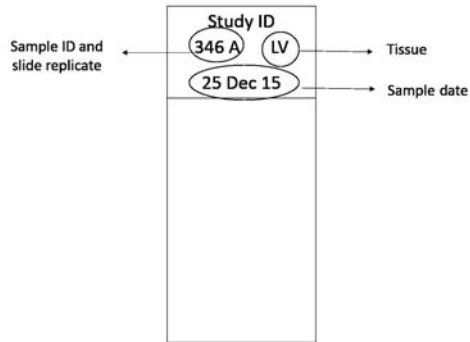 Study ID
Sample ID and
slide replicate
346 A
LV
Tissue
25 Dec 15
Sample date